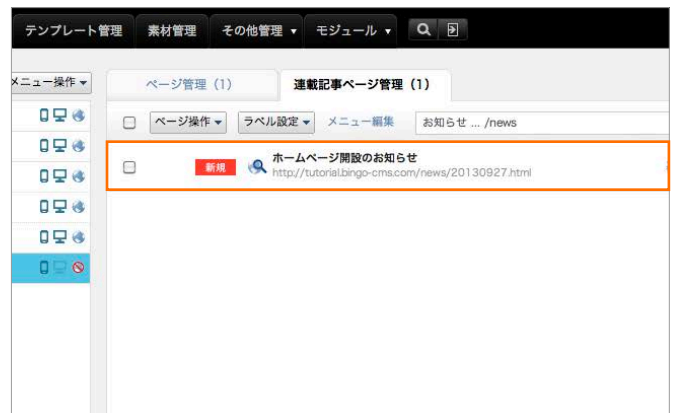 テンプレート管理 素材管理 その他管理 ▼ モジュール ▼
メニュー操作 ▼ ページ管理 (1) 連載記事ページ管理 (1)
ページ操作 ▼ ラベル設定 ▼ メニュー編集 お知らせ ... /news
新規 ホームページ開設のお知らせ
http://tutorial.bingo-cms.com/news/20130927.html